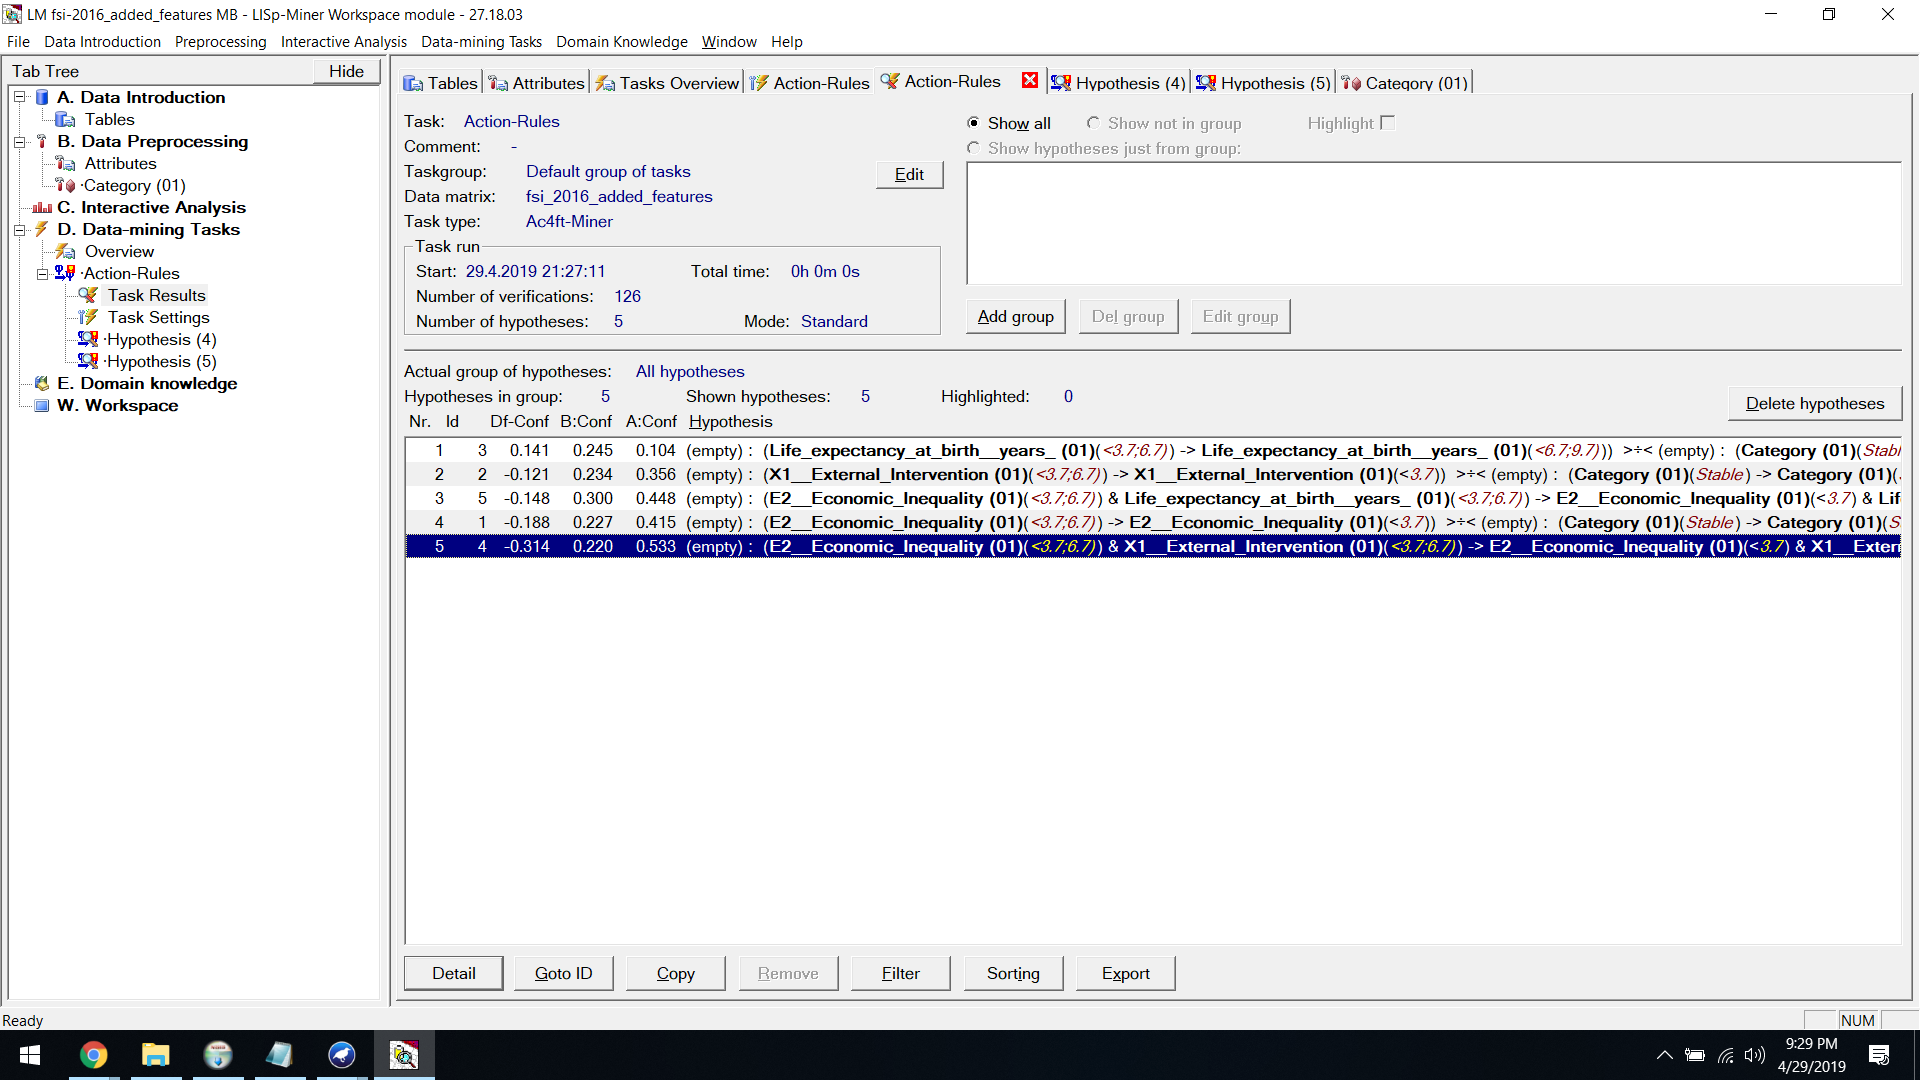 LM fsi-2016_added_features MB - LISp-Miner Workspace module - 27.18.03
File Data Introduction Preprocessing Interactive Analysis Data-mining Tasks Domain Knowledge Window Help
Tab Tree Hide
A. Data Introduction
Tables
B. Data Preprocessing
Attributes
·Category (01)
C. Interactive Analysis
D. Data-mining Tasks
Overview
·Action-Rules
Task Results
Task Settings
·Hypothesis (4)
·Hypothesis (5)
E. Domain knowledge
W. Workspace
Tables Attributes Tasks Overview Action-Rules Action-Rules Hypothesis (4) Hypothesis (5) Category (01)
Task: Action-Rules
Comment: -
Taskgroup: Default group of tasks
Data matrix: fsi_2016_added_features
Task type: Ac4ft-Miner
Edit
Task run
Start: 29.4.2019 21:27:11 Total time: 0h 0m 0s
Number of verifications: 126
Number of hypotheses: 5 Mode: Standard
Show all Show not in group Highlight
Show hypotheses just from group:
Add group Del group Edit group
Actual group of hypotheses: All hypotheses
Hypotheses in group: 5 Shown hypotheses: 5 Highlighted: 0
Delete hypotheses
Nr. Id Df-Conf B:Conf A:Conf Hypothesis
1 3 0.141 0.245 0.104 (empty) : (Life_expectancy_at_birth__years_ (01)(<3.7;6.7)) -> Life_expectancy_at_birth__years_ (01)(<6.7;9.7))) >÷< (empty) : (Category (01)(Stabl
2 2 -0.121 0.234 0.356 (empty) : (X1__External_Intervention (01)(<3.7;6.7)) -> X1__External_Intervention (01)(<3.7)) >÷< (empty) : (Category (01)(Stable) -> Category (01)(
3 5 -0.148 0.300 0.448 (empty) : (E2__Economic_Inequality (01)(<3.7;6.7)) & Life_expectancy_at_birth__years_ (01)(<3.7;6.7)) -> E2__Economic_Inequality (01)(<3.7) & Lif
4 1 -0.188 0.227 0.415 (empty) : (E2__Economic_Inequality (01)(<3.7;6.7)) -> E2__Economic_Inequality (01)(<3.7)) >÷< (empty) : (Category (01)(Stable) -> Category (01)(S
5 4 -0.314 0.220 0.533 (empty) : (E2__Economic_Inequality (01)(<3.7;6.7)) & X1__External_Intervention (01)(<3.7;6.7)) -> E2__Economic_Inequality (01)(<3.7) & X1__Extern
Detail Goto ID Copy Remove Filter Sorting Export
Ready NUM
9:29 PM
4/29/2019